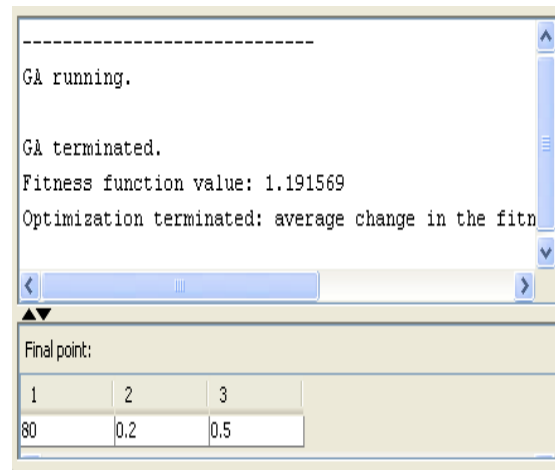 -----------------------------
GA running.
GA terminated.
Fitness function value: 1.191569
Optimization terminated: average change in the fitn
Final point:
1 2 3
80 0.2 0.5